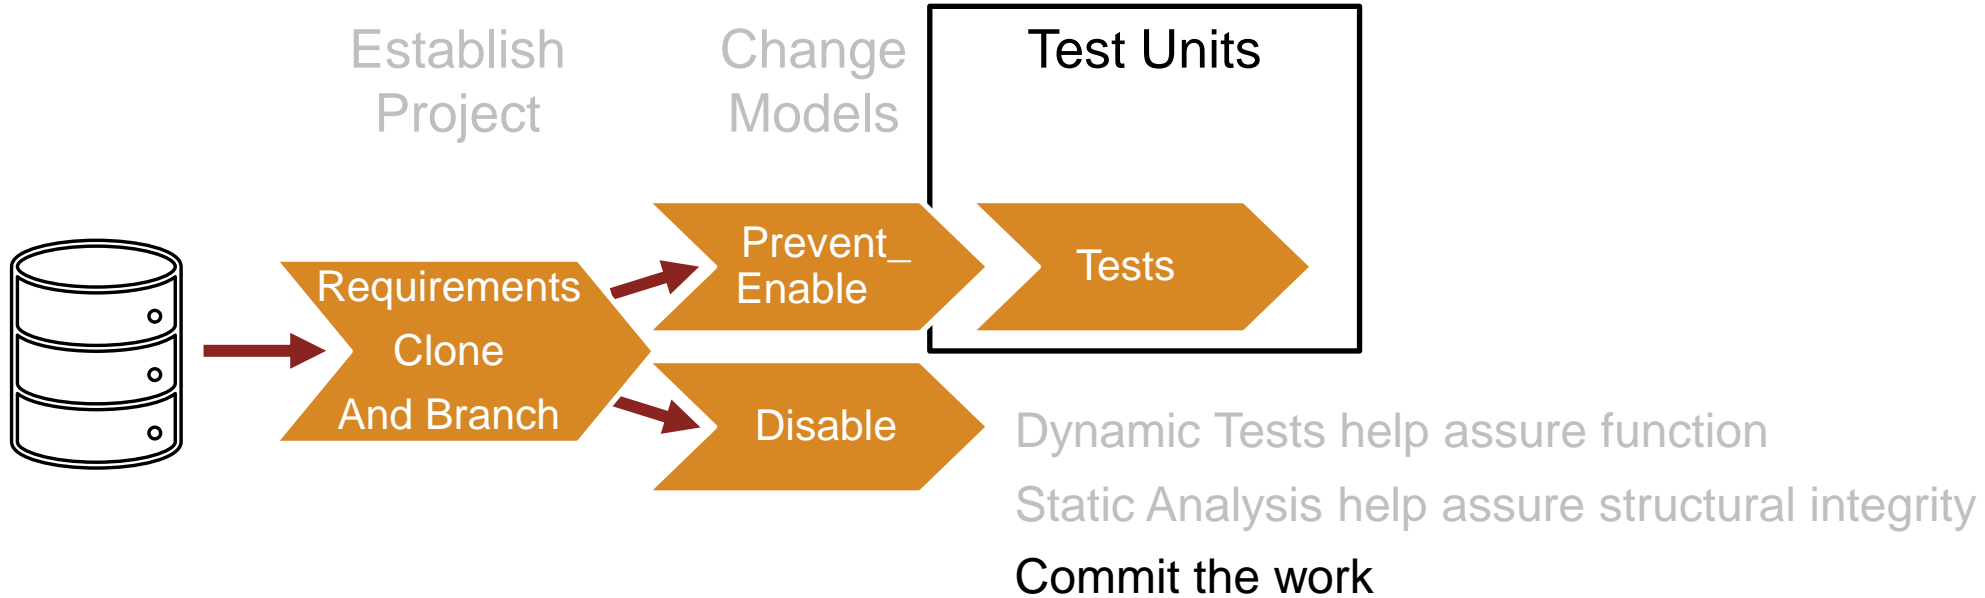 Establish
Project
Change
Models
Test Units
Requirements
Clone
And Branch
Prevent_
Enable
Tests
Disable
Dynamic Tests help assure function
Static Analysis help assure structural integrity
Commit the work